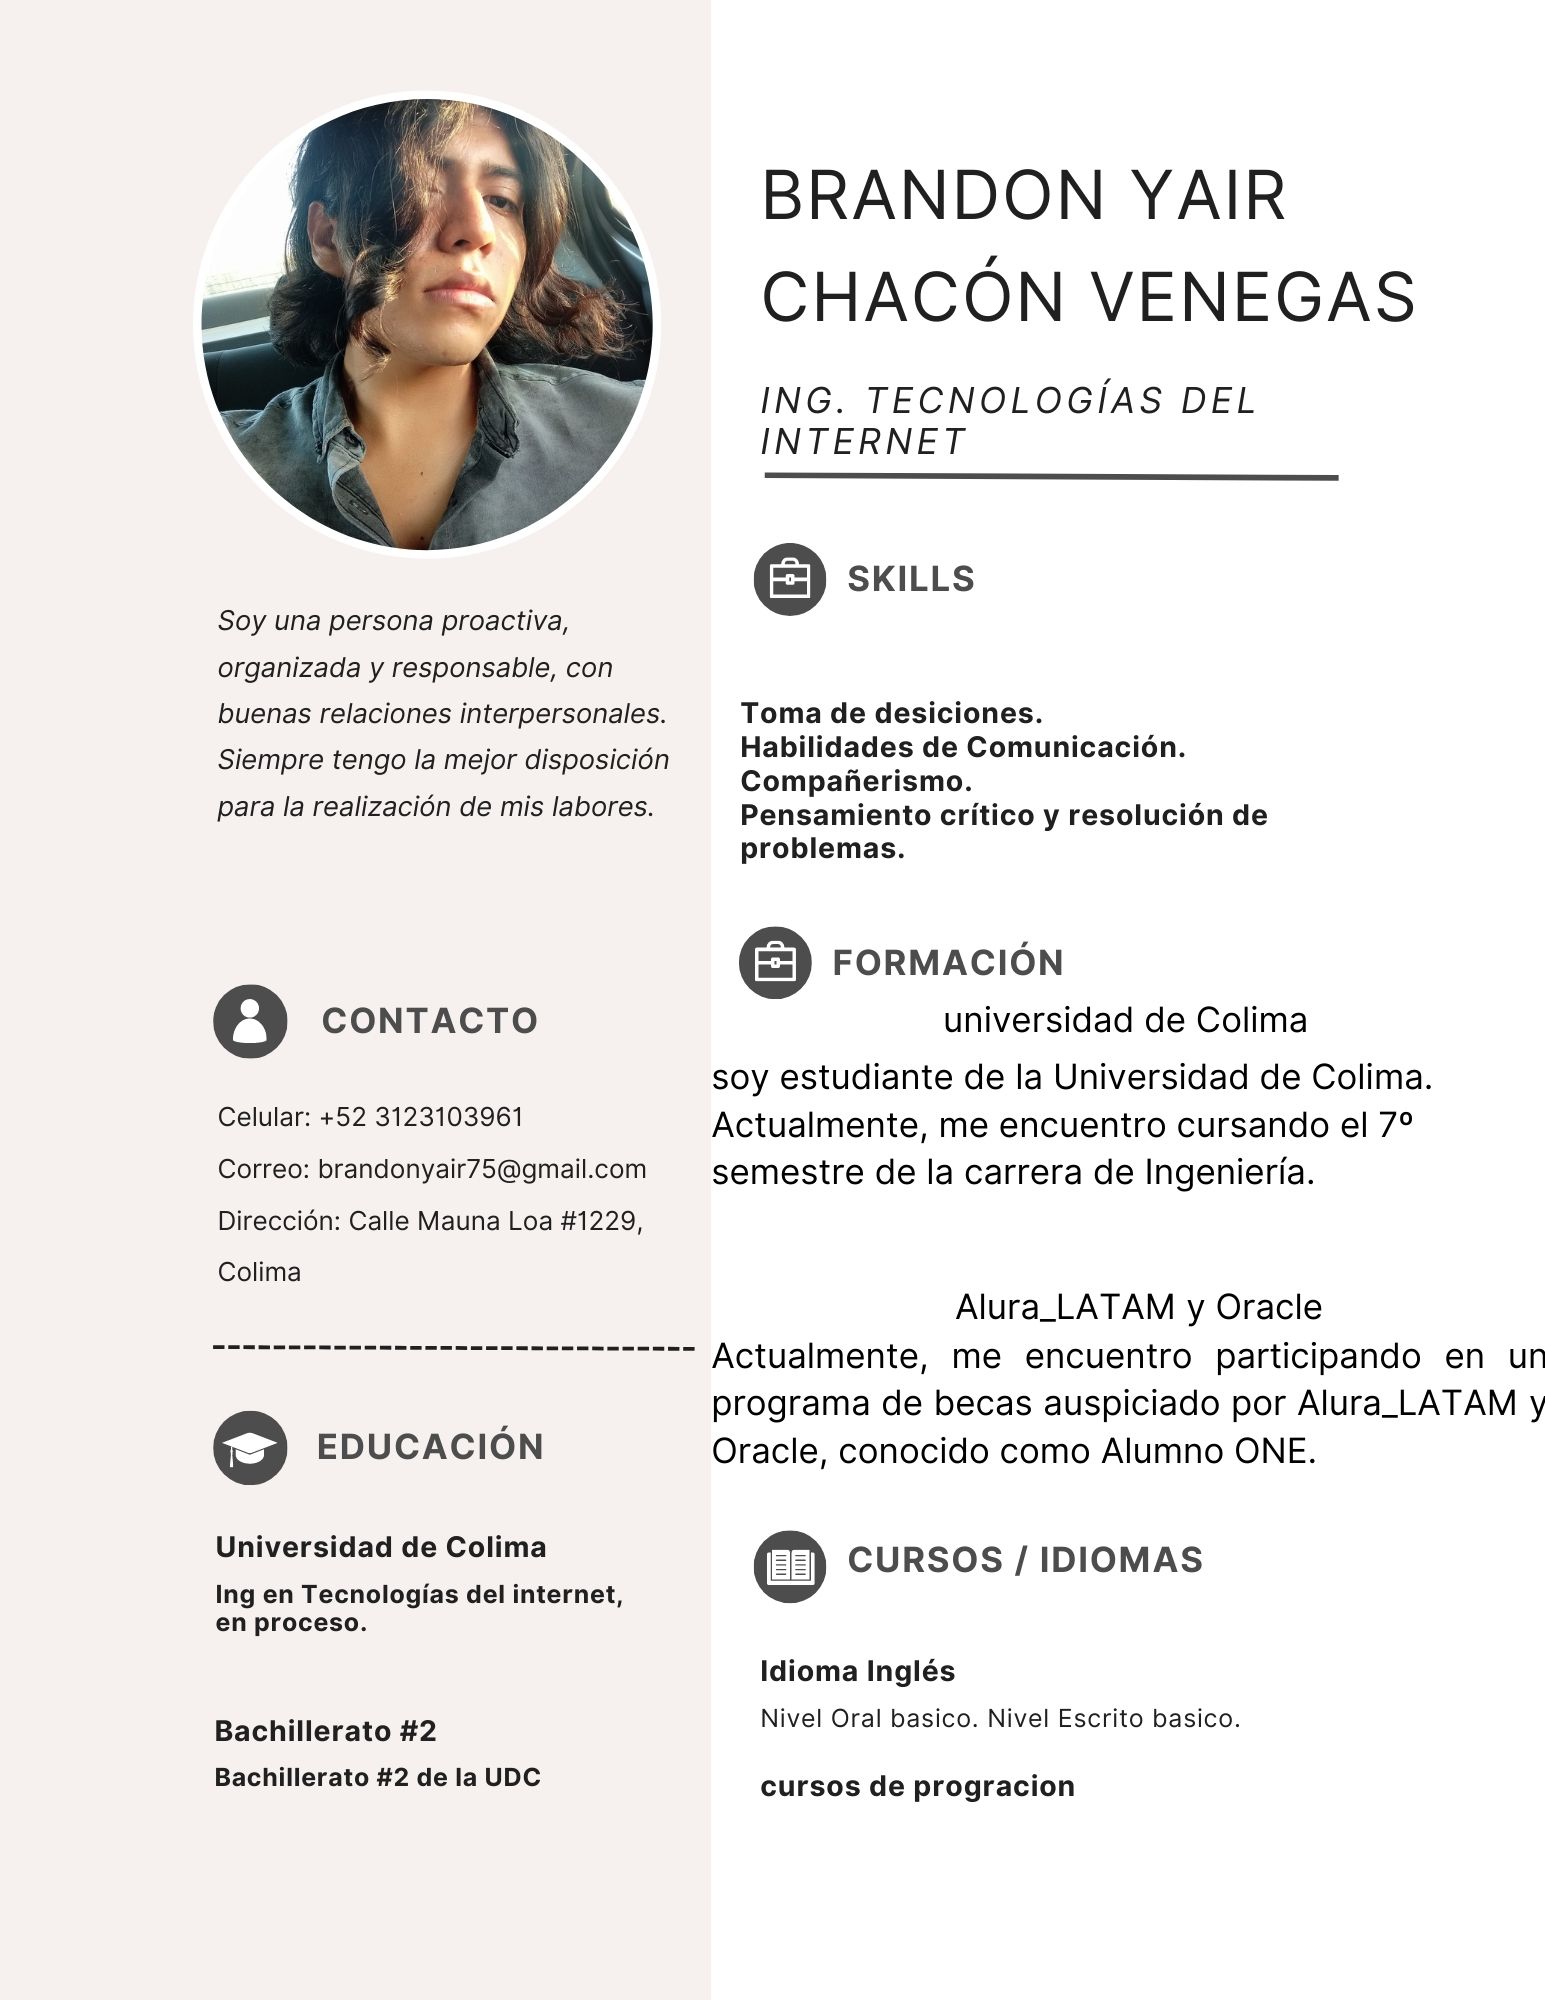 BRANDON YAIR
CHACÓN VENEGAS
ING. TECNOLOGÍAS DEL
INTERNET
Soy una persona proactiva,
organizada y responsable, con
buenas relaciones interpersonales.
Siempre tengo la mejor disposición
para la realización de mis labores.
CONTACTO
Celular: +52 3123103961
Correo: brandonyair75@gmail.com
Dirección: Calle Mauna Loa #1229,
Colima
EDUCACIÓN
Universidad de Colima
Ing en Tecnologías del internet,
en proceso.
Bachillerato #2
Bachillerato #2 de la UDC
SKILLS
Toma de desiciones.
Habilidades de Comunicación.
Compañerismo.
Pensamiento crítico y resolución de
problemas.
FORMACIÓN
universidad de Colima
soy estudiante de la Universidad de Colima.
Actualmente, me encuentro cursando el 7º
semestre de la carrera de Ingeniería.
Alura_LATAM y Oracle
Actualmente, me encuentro participando en un
programa de becas auspiciado por Alura_LATAM y
Oracle, conocido como Alumno ONE.
CURSOS / IDIOMAS
Idioma Inglés
Nivel Oral basico. Nivel Escrito basico.
cursos de progracion